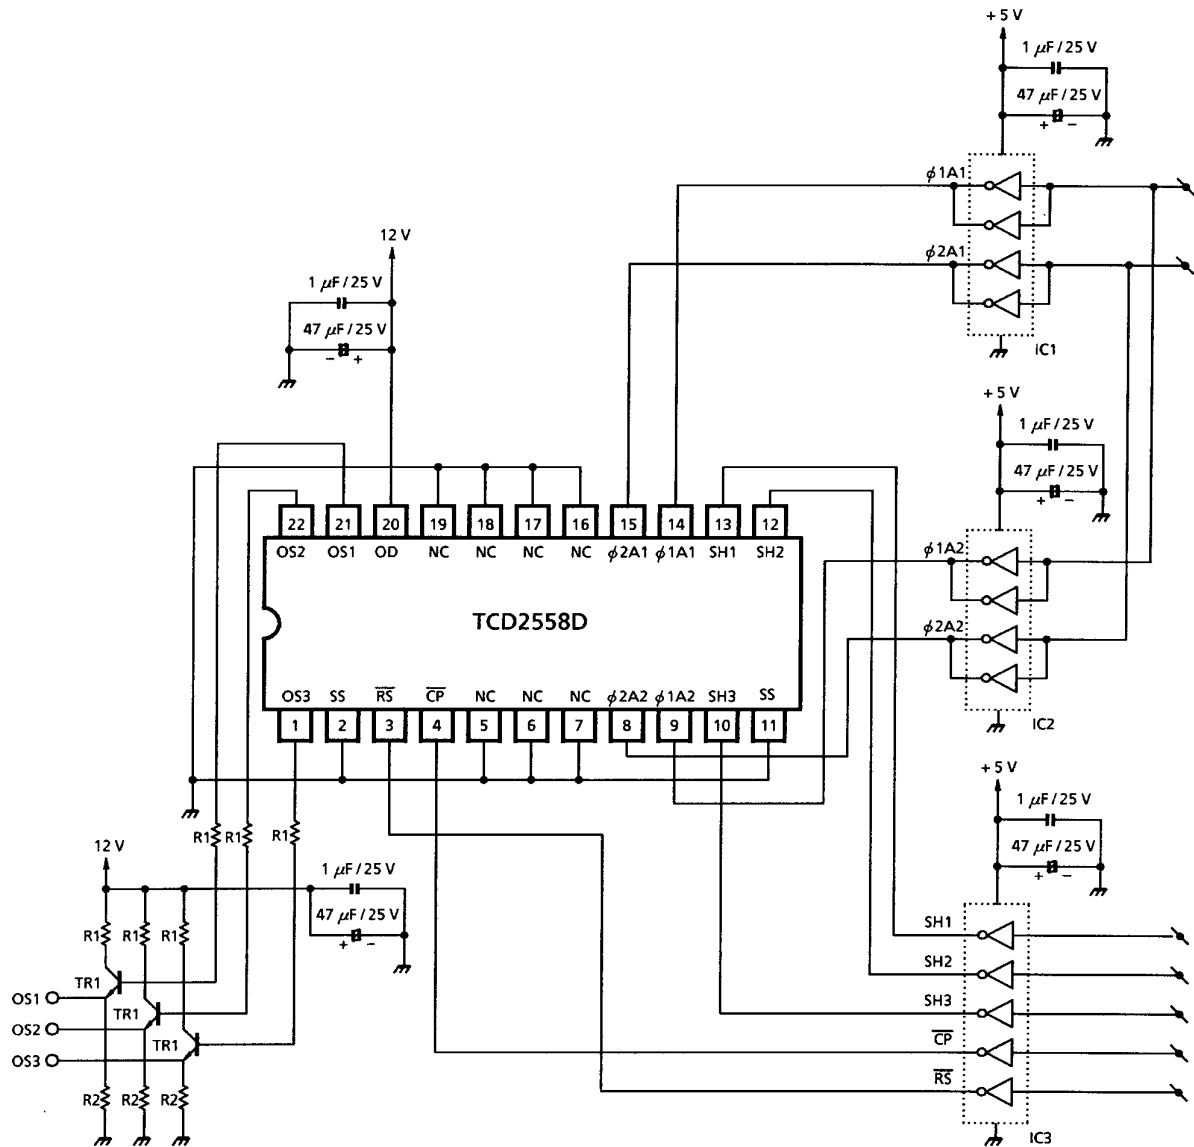 + 5 V
1 μF / 25 V
47 μF / 25 V
+ −
ϕ1A1
ϕ2A1
IC1
12 V
1 μF / 25 V
47 μF / 25 V
− +
+ 5 V
1 μF / 25 V
47 μF / 25 V
+ −
ϕ1A2
ϕ2A2
IC2
22 21 20 19 18 17 16 15 14 13 12
OS2 OS1 OD NC NC NC NC ϕ2A1 ϕ1A1 SH1 SH2
TCD2558D
OS3 SS R̅S̅ C̅P̅ NC NC NC ϕ2A2 ϕ1A2 SH3 SS
1 2 3 4 5 6 7 8 9 10 11
+ 5 V
1 μF / 25 V
47 μF / 25 V
+ −
R1 R1 R1
12 V
1 μF / 25 V
47 μF / 25 V
+ −
R1 R1 R1
TR1
TR1
TR1
OS1
OS2
OS3
R2 R2 R2
SH1
SH2
SH3
C̅P̅
R̅S̅
IC3